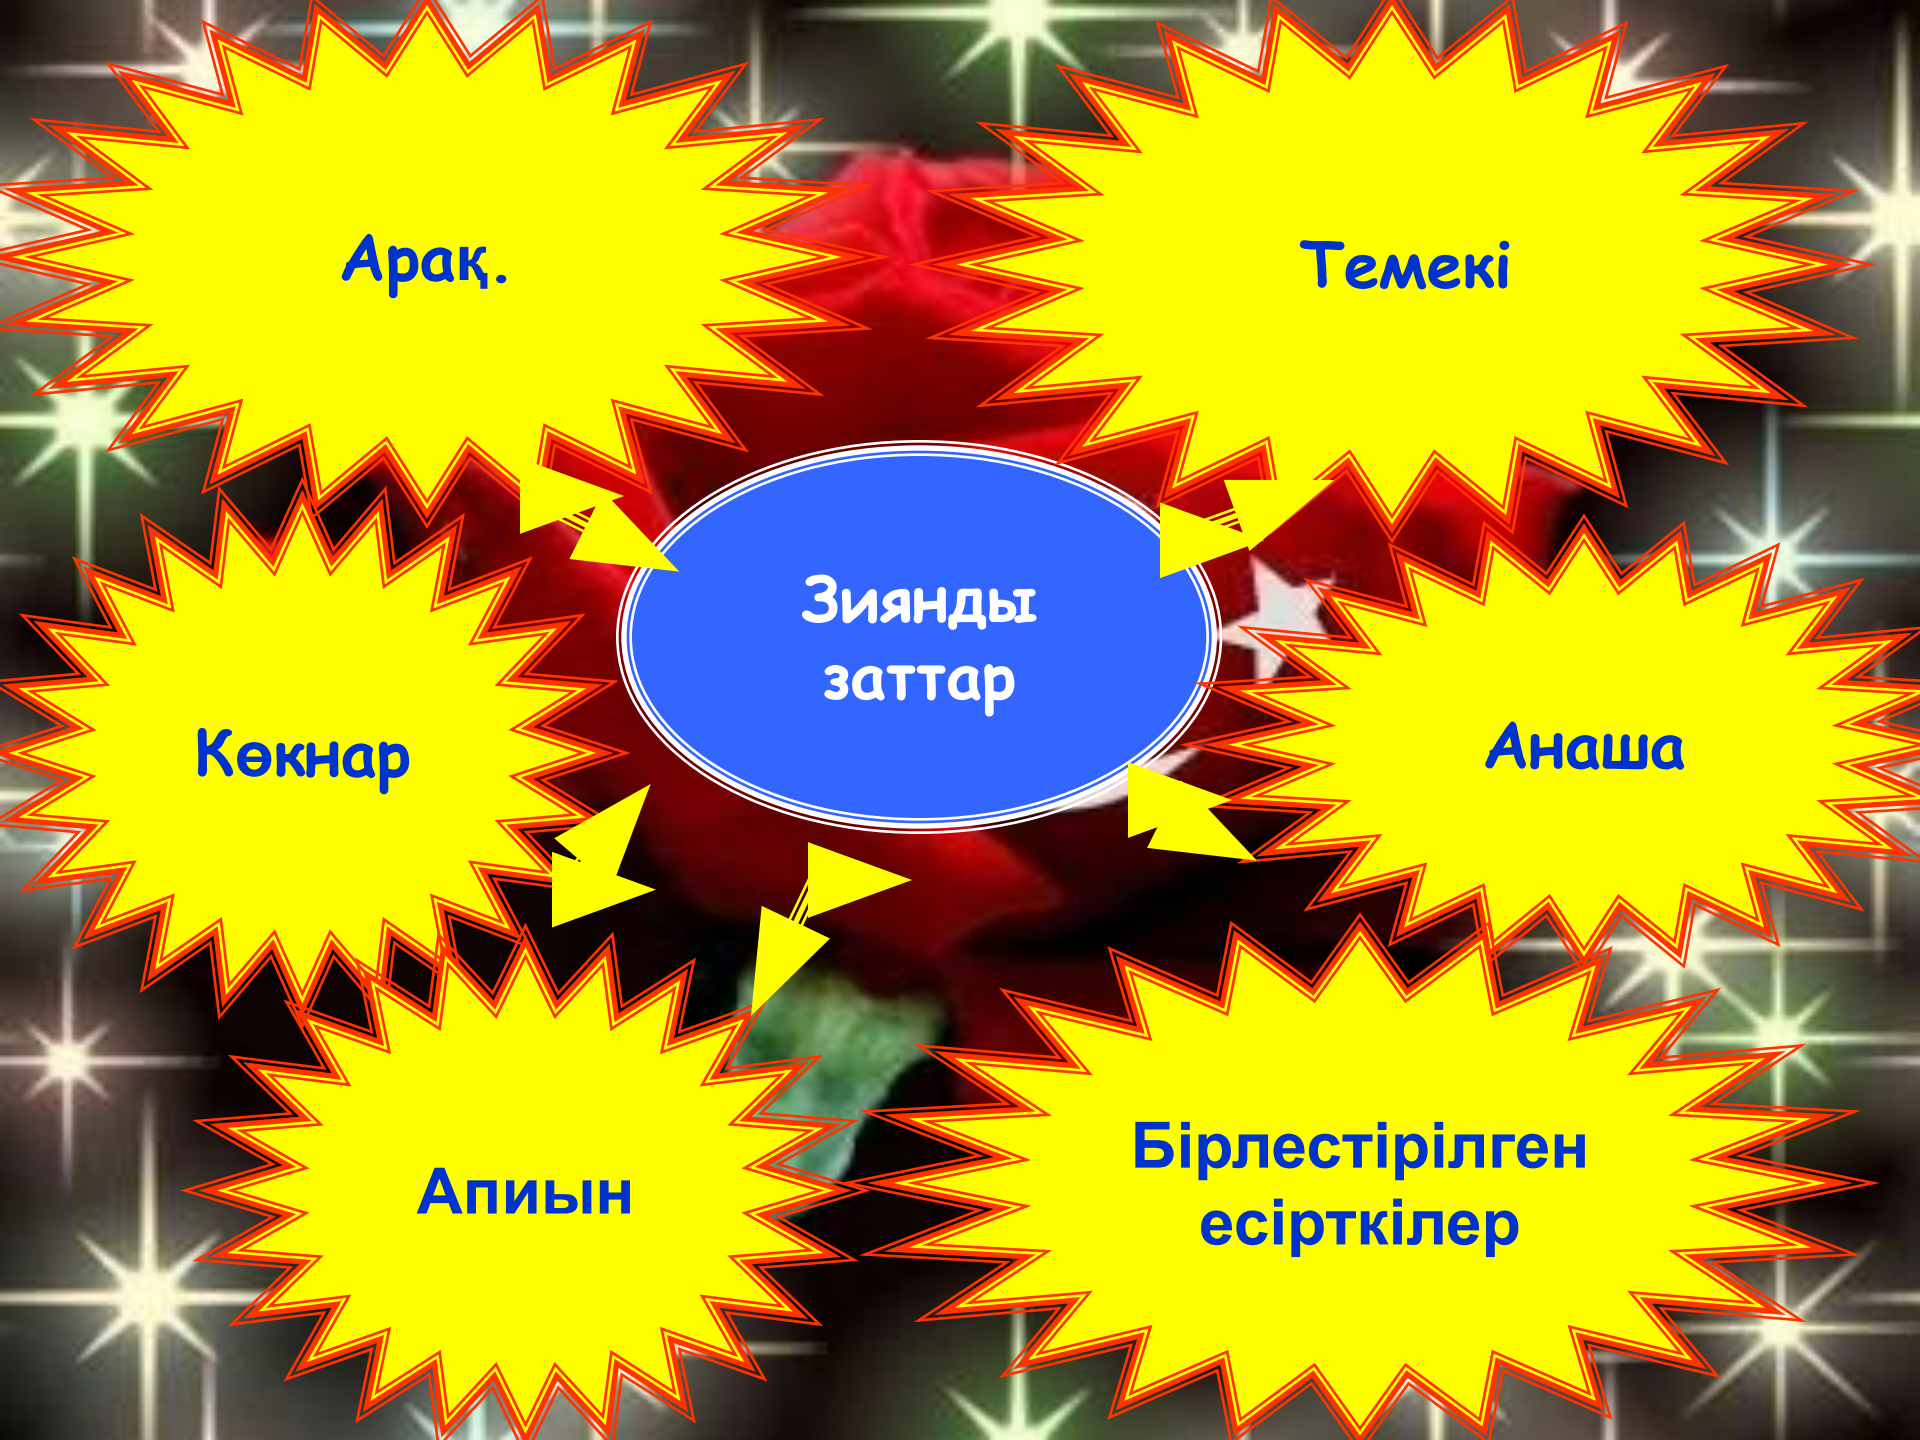 Арақ.
Темекі
Зиянды
заттар
Көкнар
Анаша
Апиын
Бірлестірілген
есірткілер